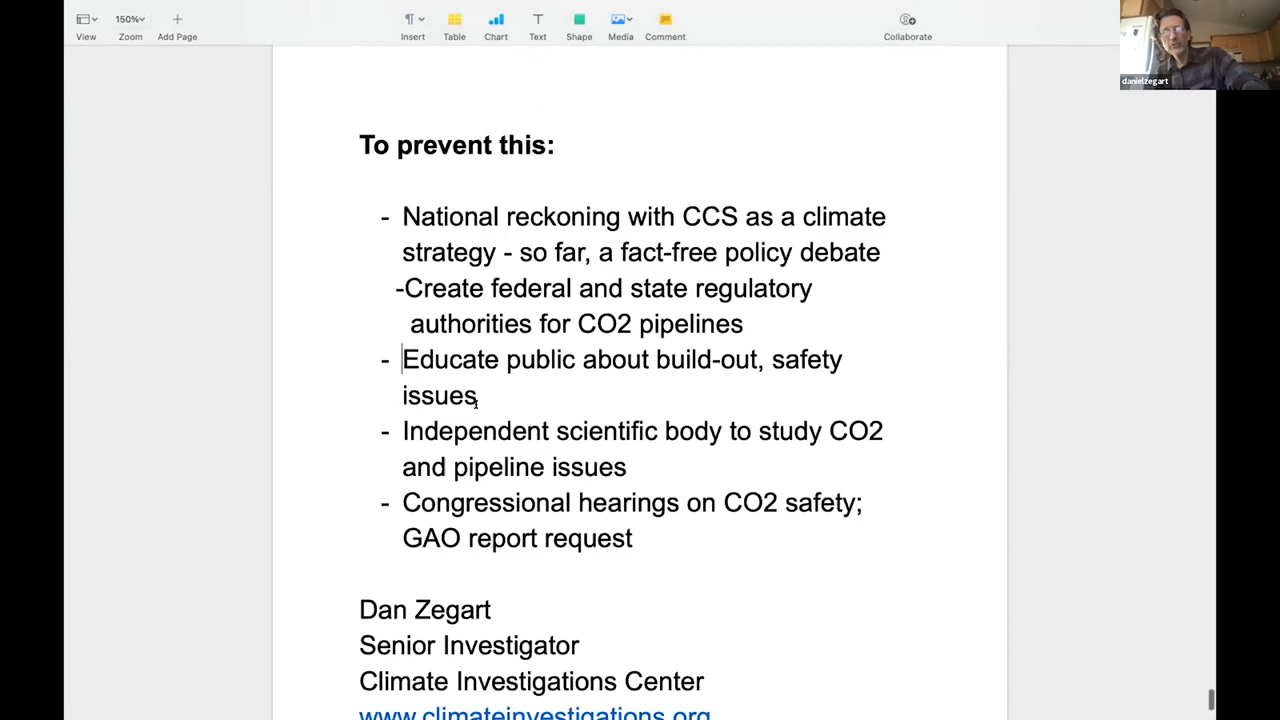 View
150%
Zoom
Add Page
Insert
Table
Chart
Text
Shape
Media
Comment
Collaborate
danielzegart
To prevent this:
- National reckoning with CCS as a climate
strategy - so far, a fact-free policy debate
-Create federal and state regulatory
authorities for CO2 pipelines
- Educate public about build-out, safety
issues
- Independent scientific body to study CO2
and pipeline issues
- Congressional hearings on CO2 safety;
GAO report request
Dan Zegart
Senior Investigator
Climate Investigations Center
www.climateinvestigations.org